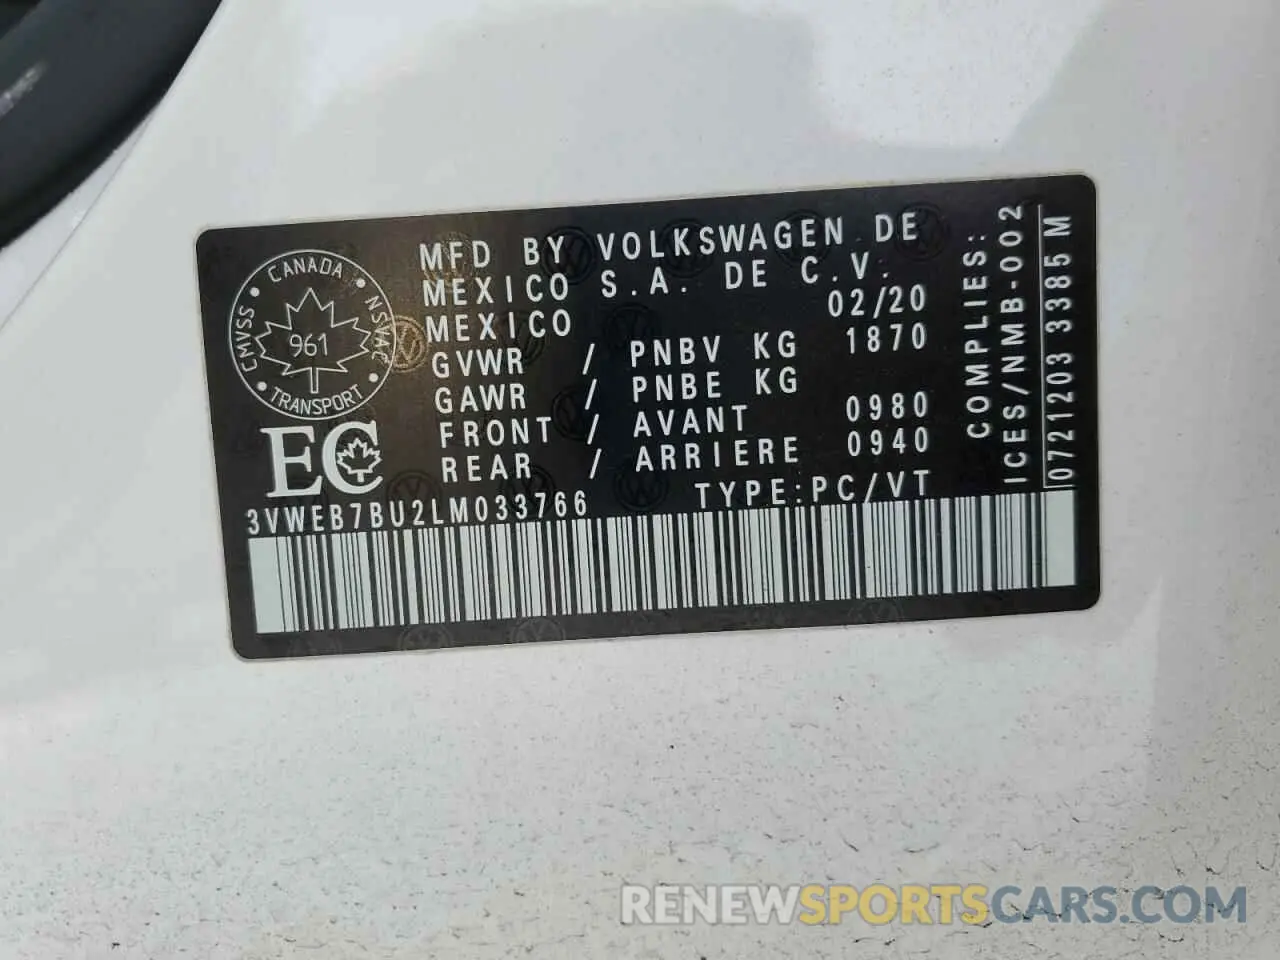 MFD BY VOLKSWAGEN DE
MEXICO S.A. DE C.V.
MEXICO 02/20
GVWR / PNBV KG 1870
GAWR / PNBE KG
FRONT / AVANT 0980
REAR / ARRIERE 0940
TYPE:PC/VT
3VWEB7BU2LM033766
CANADA
NSVAC
TRANSPORT
CMVSS
961
EC
COMPLIES:
ICES/NMB-002
0721203 3385 M
RENEWSPORTSCARS.COM